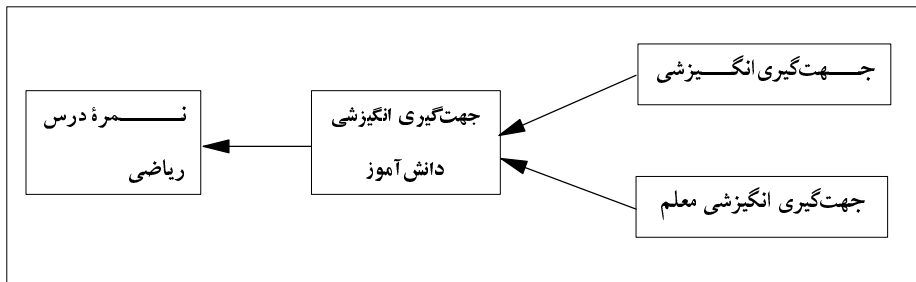 جهت‌گیری انگیزشی
جهت‌گیری انگیزشی معلم
جهت‌گیری انگیزشی
دانش‌آموز
نمرهٔ درس
ریاضی